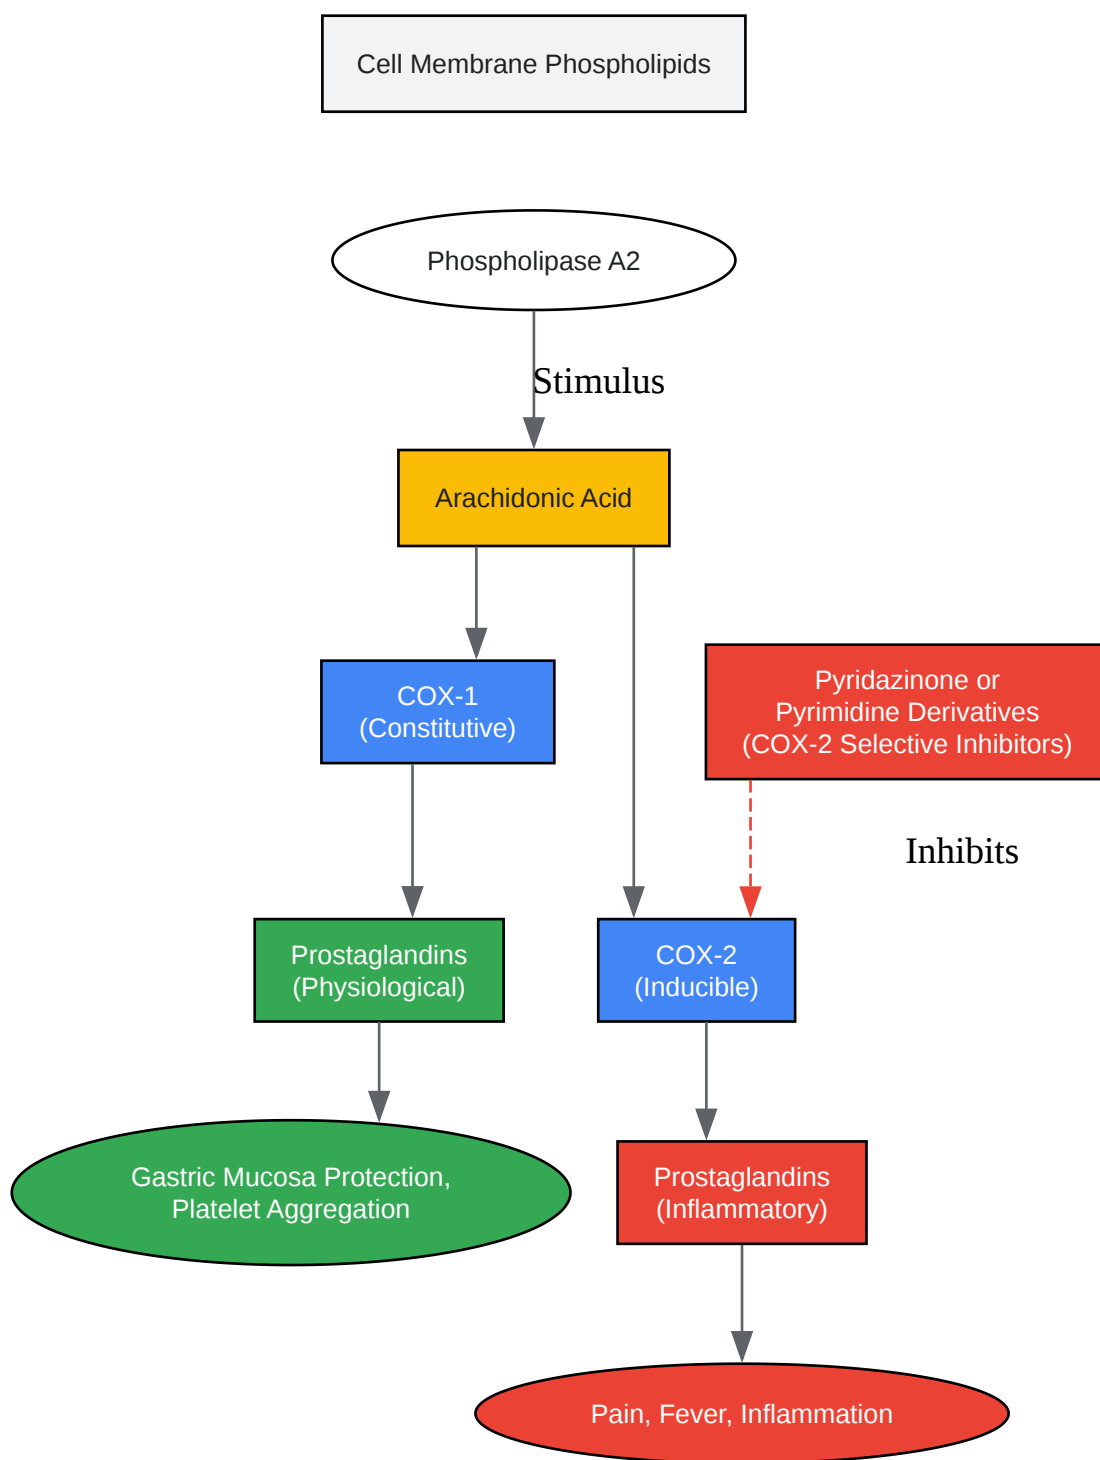 Cell Membrane Phospholipids
Phospholipase A2
Stimulus
Arachidonic Acid
COX-1
(Constitutive)
Pyridazinone or
Pyrimidine Derivatives
(COX-2 Selective Inhibitors)
Inhibits
Prostaglandins
(Physiological)
COX-2
(Inducible)
Gastric Mucosa Protection,
Platelet Aggregation
Prostaglandins
(Inflammatory)
Pain, Fever, Inflammation